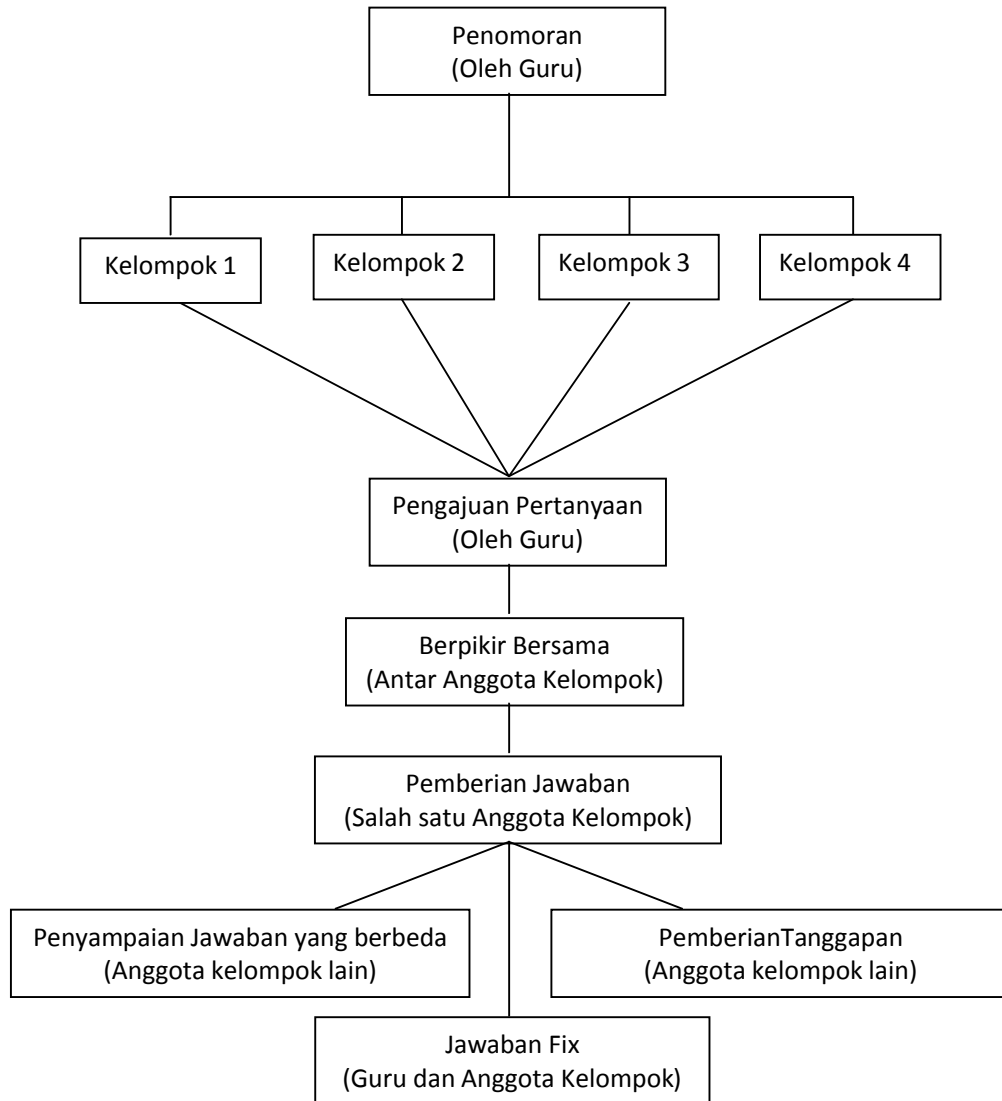 Penomoran
(Oleh Guru)
Kelompok 1
Kelompok 2
Kelompok 3
Kelompok 4
Pengajuan Pertanyaan
(Oleh Guru)
Berpikir Bersama
(Antar Anggota Kelompok)
Pemberian Jawaban
(Salah satu Anggota Kelompok)
Penyampaian Jawaban yang berbeda
(Anggota kelompok lain)
PemberianTanggapan
(Anggota kelompok lain)
Jawaban Fix
(Guru dan Anggota Kelompok)